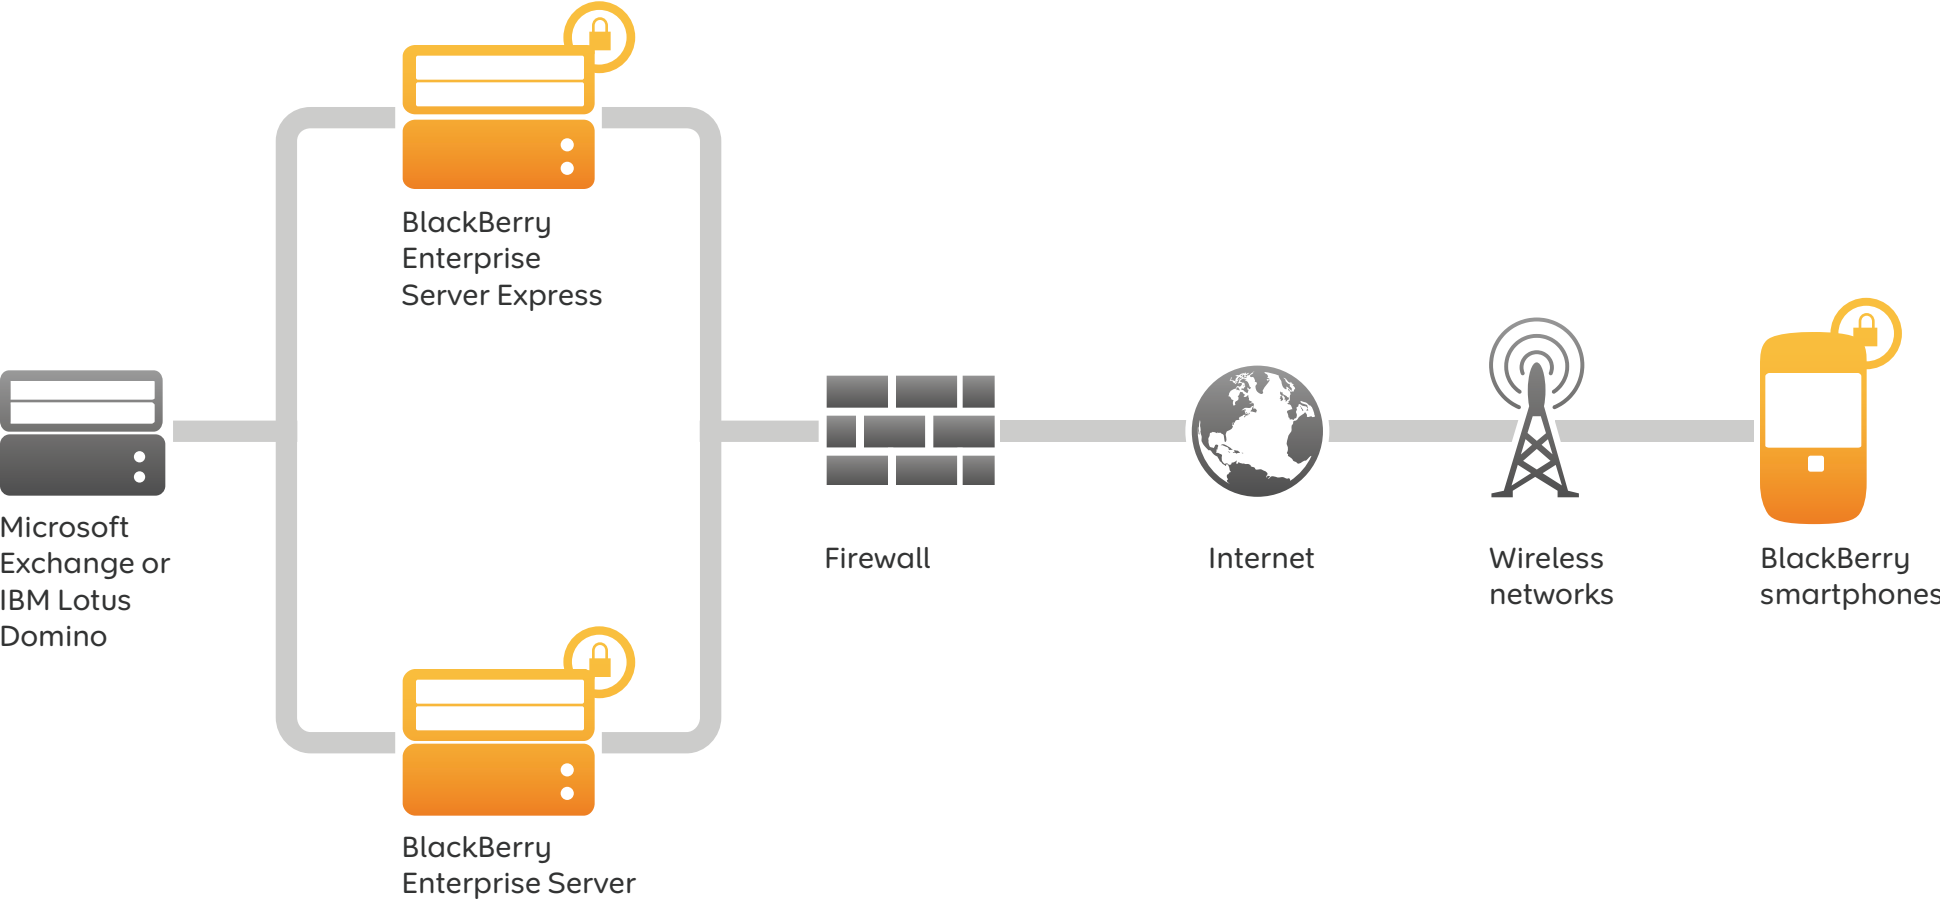 BlackBerry
Enterprise
Server Express
Microsoft
Exchange or
IBM Lotus
Domino
Firewall
Internet
Wireless
networks
BlackBerry
smartphones
BlackBerry
Enterprise Server